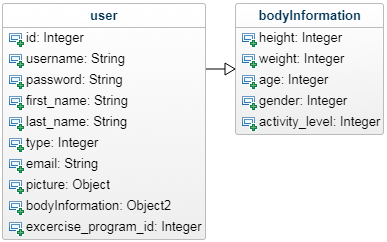 user
id: Integer
username: String
password: String
first_name: String
last_name: String
type: Integer
email: String
picture: Object
bodyInformation: Object2
excercise_program_id: Integer
bodyInformation
height: Integer
weight: Integer
age: Integer
gender: Integer
activity_level: Integer